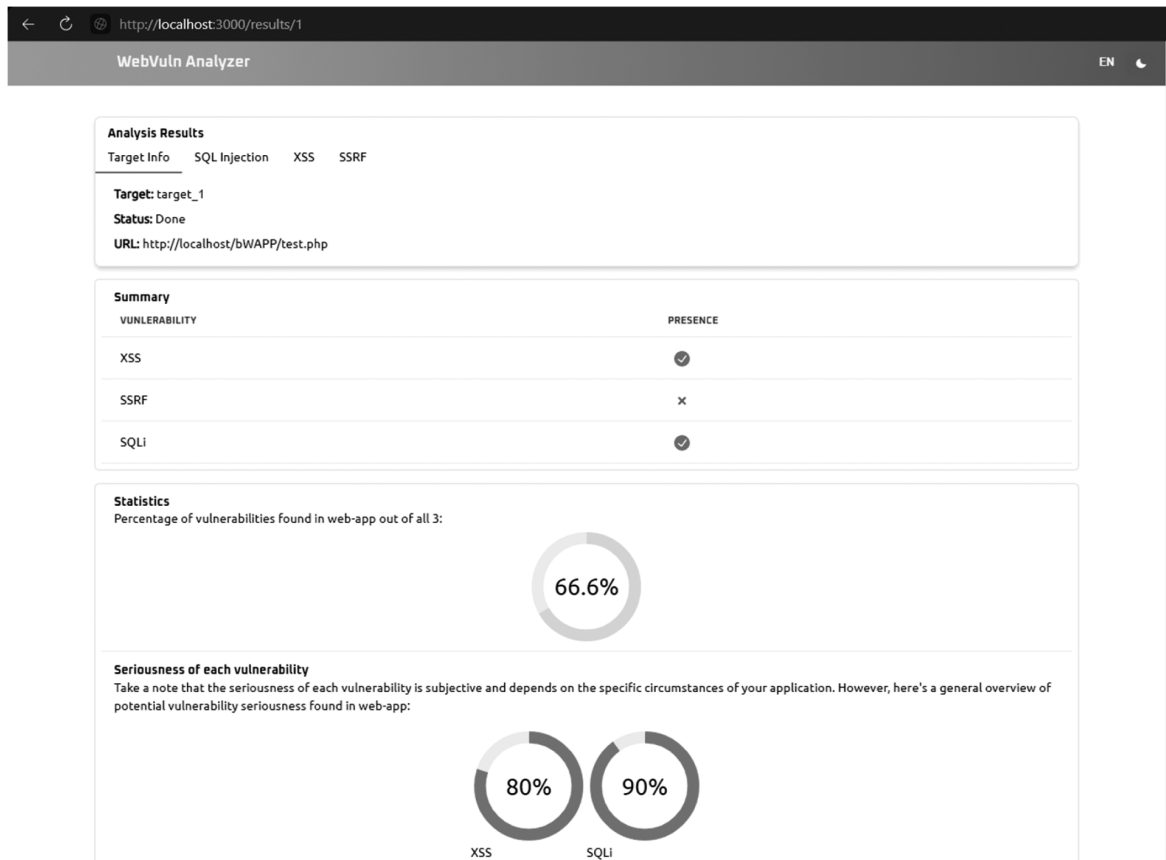 http://localhost:3000/results/1
WebVuln Analyzer EN
Analysis Results
Target Info SQL Injection XSS SSRF
Target: target_1
Status: Done
URL: http://localhost/bWAPP/test.php
Summary
VUNLERABILITY PRESENCE
XSS
SSRF
SQLi
Statistics
Percentage of vulnerabilities found in web-app out of all 3:
66.6%
Seriousness of each vulnerability
Take a note that the seriousness of each vulnerability is subjective and depends on the specific circumstances of your application. However, here's a general overview of
potential vulnerability seriousness found in web-app:
80% 90%
XSS SQLi